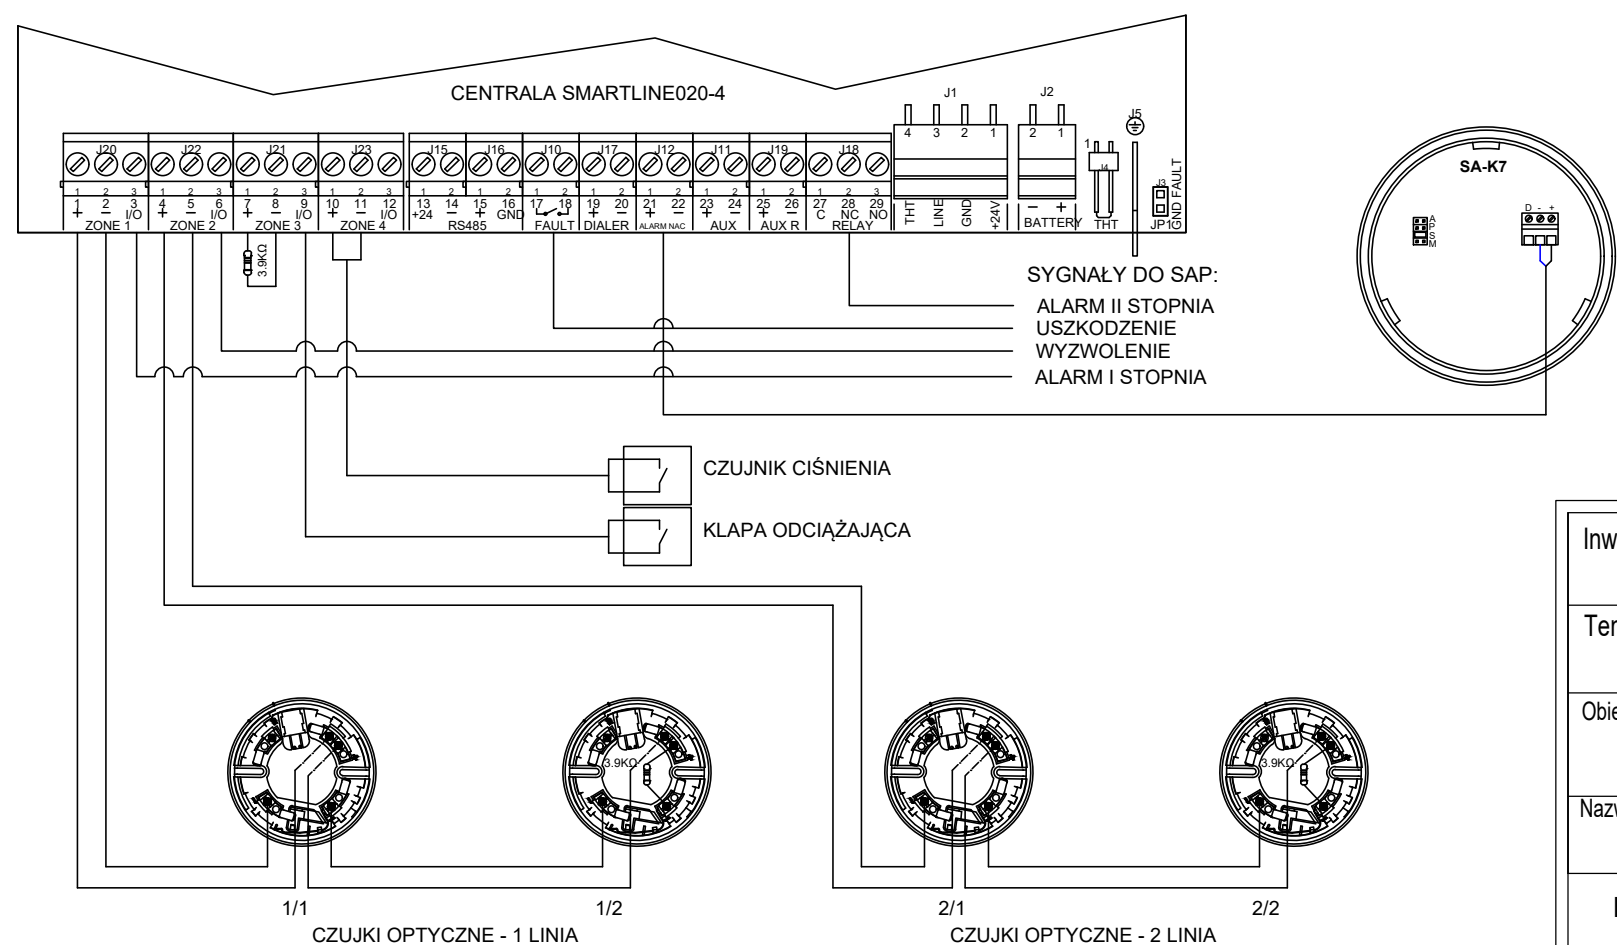 CENTRALA SMARTLINE020-4
J1
J2
J5
4 3 2 1
2 1
1
J20 J22 J21 J23 J15 J16 J10 J17 J12 J11 J19 J18
J4
J3
1 2 3 1 2 3 1 2 3 1 2 3 1 2 1 2 1 2 1 2 1 2 1 2 1 2 1 2 3
1 2 3 4 5 6 7 8 9 10 11 12 13 14 15 16 17 18 19 20 21 22 23 24 25 26 27 28 29
+ − I/O + − I/O + − I/O + − I/O +24 − + GND + − + − + − + − C NC NO
ZONE 1 ZONE 2 ZONE 3 ZONE 4 RS485 FAULT DIALER ALARM NAC AUX AUX R RELAY
THT
LINE
GND
+24V
− +
BATTERY
THT
JP1
GND FAULT
3.9KΩ
SA-K7
A
P
S
M
D - +
SYGNAŁY DO SAP:
ALARM II STOPNIA
USZKODZENIE
WYZWOLENIE
ALARM I STOPNIA
CZUJNIK CIŚNIENIA
KLAPA ODCIĄŻAJĄCA
Inw
Ter
Obie
Nazw
3.9KΩ
3.9KΩ
1/1
1/2
2/1
2/2
CZUJKI OPTYCZNE - 1 LINIA
CZUJKI OPTYCZNE - 2 LINIA